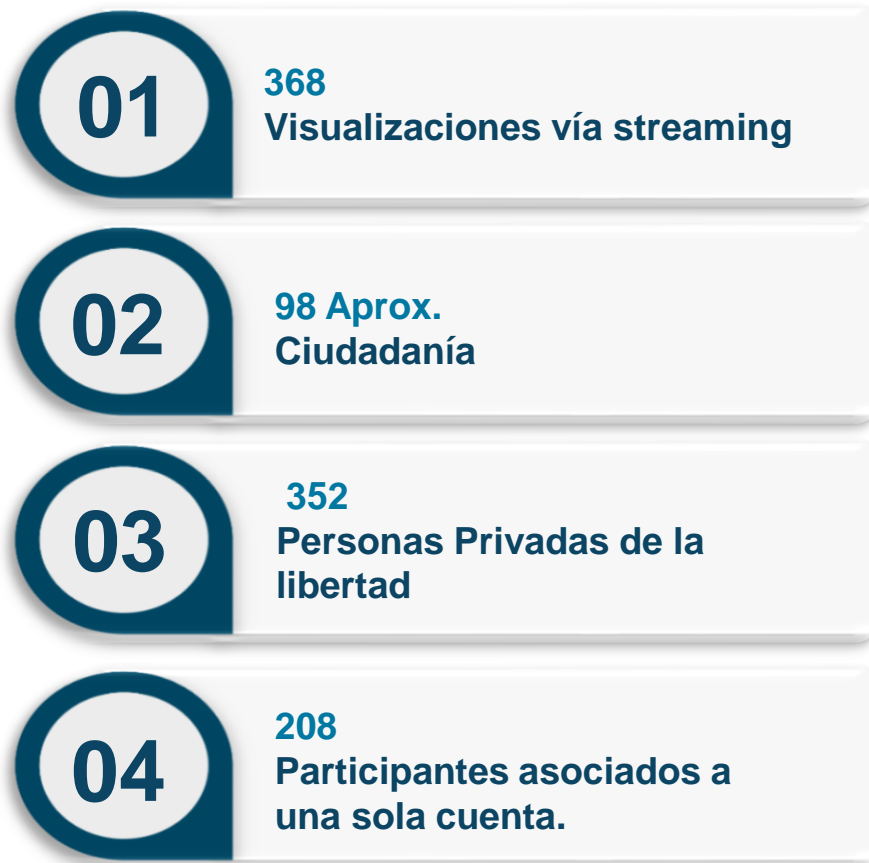 01
368
Visualizaciones vía streaming
02
98 Aprox.
Ciudadanía
03
352
Personas Privadas de la
libertad
04
208
Participantes asociados a
una sola cuenta.